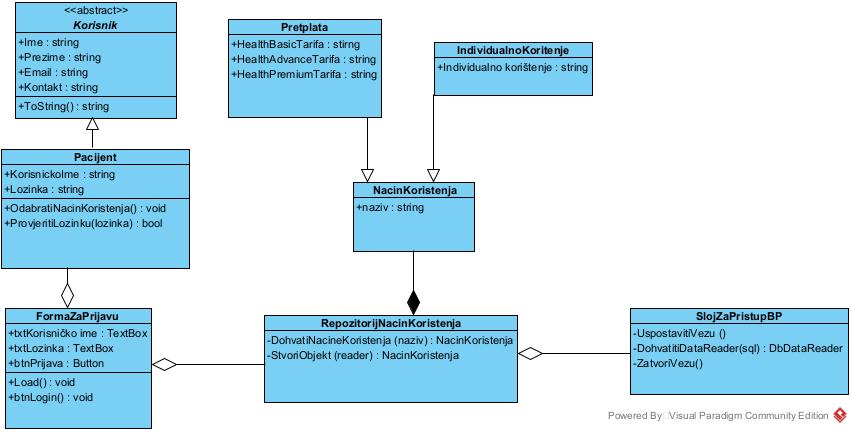 <<abstract>>
Korisnik
+Ime : string
+Prezime : string
+Email : string
+Kontakt : string
+ToString() : string
Pretplata
+HealthBasicTarifa : stirng
+HealthAdvanceTarifa : string
+HealthPremiumTarifa : string
IndividualnoKoritenje
+Individualno korištenje : string
Pacijent
+KorisnickoIme : string
+Lozinka : string
+OdabratiNacinKoristenja() : void
+ProvjeritiLozinku(lozinka) : bool
NacinKoristenja
+naziv : string
FormaZaPrijavu
+txtKorisničko ime : TextBox
+txtLozinka : TextBox
+btnPrijava : Button
+Load() : void
+btnLogin() : void
RepozitorijNacinKoristenja
-DohvatiNacineKoristenja (naziv) : NacinKoristenja
-StvoriObjekt (reader) : NacinKoristenja
SlojZaPristupBP
-UspostavitiVezu ()
-DohvatitiDataReader(sql) : DbDataReader
-ZatvoriVezu()
Powered By Visual Paradigm Community Edition